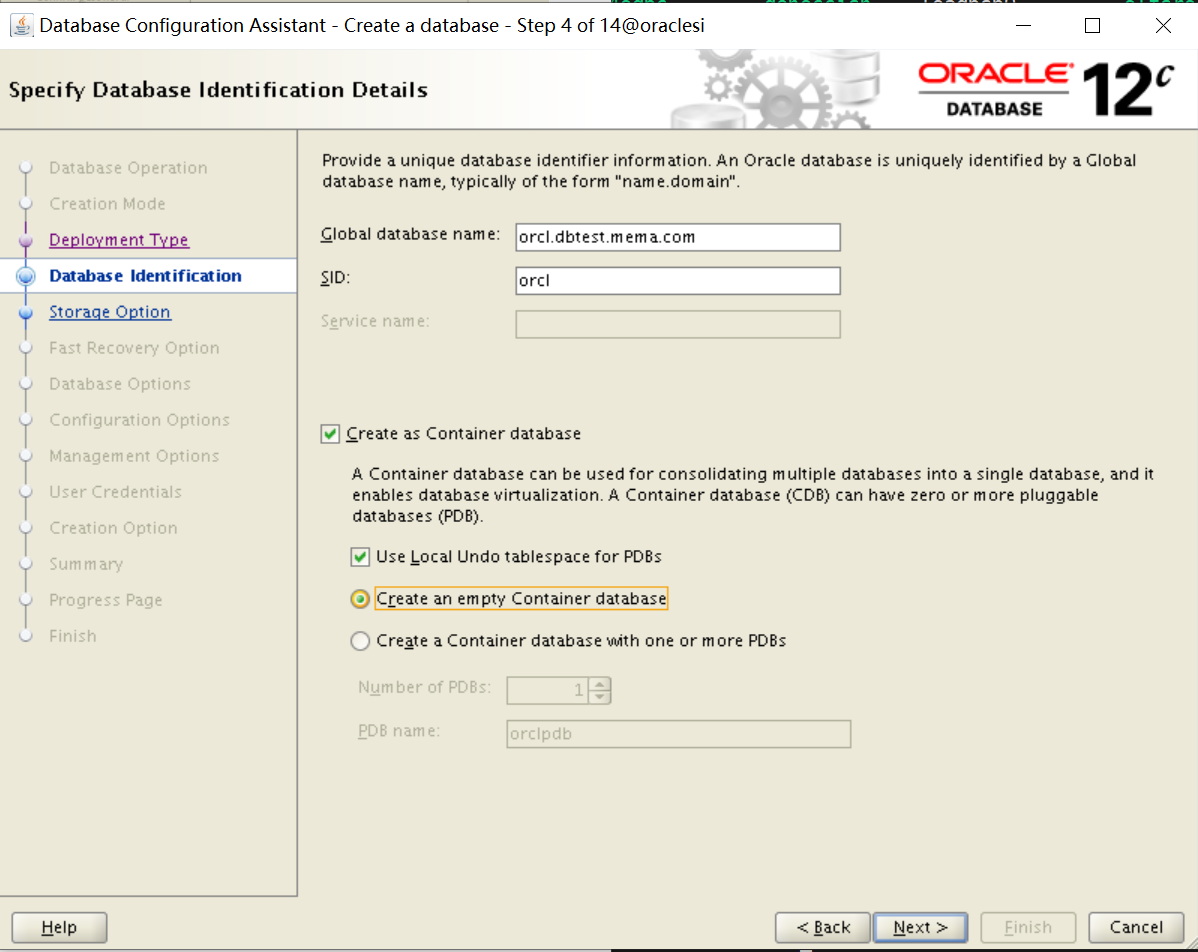 Database Configuration Assistant - Create a database - Step 4 of 14@oraclesi
Specify Database Identification Details
ORACLE®
DATABASE
12c
Database Operation
Creation Mode
Deployment Type
Database Identification
Storage Option
Fast Recovery Option
Database Options
Configuration Options
Management Options
User Credentials
Creation Option
Summary
Progress Page
Finish
Provide a unique database identifier information. An Oracle database is uniquely identified by a Global
database name, typically of the form "name.domain".
Global database name: orcl.dbtest.mema.com
SID: orcl
Service name:
Create as Container database
A Container database can be used for consolidating multiple databases into a single database, and it
enables database virtualization. A Container database (CDB) can have zero or more pluggable
databases (PDB).
Use Local Undo tablespace for PDBs
Create an empty Container database
Create a Container database with one or more PDBs
Number of PDBs: 1
PDB name: orclpdb
Help
< Back
Next >
Finish
Cancel